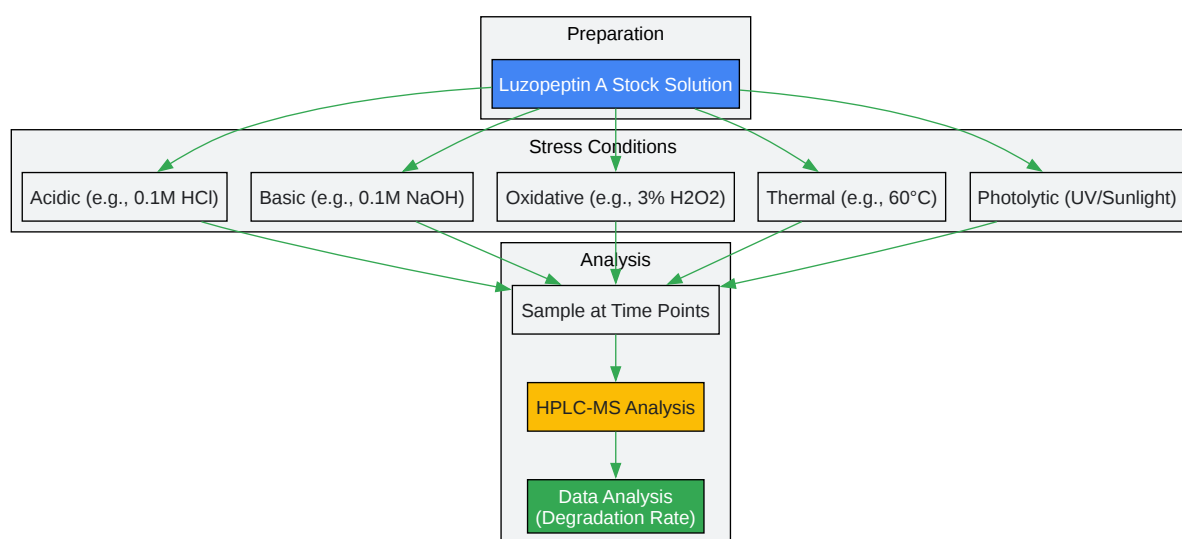 Preparation
Luzopeptin A Stock Solution
Stress Conditions
Acidic (e.g., 0.1M HCl)
Basic (e.g., 0.1M NaOH)
Oxidative (e.g., 3% H2O2)
Thermal (e.g., 60°C)
Photolytic (UV/Sunlight)
Analysis
Sample at Time Points
HPLC-MS Analysis
Data Analysis
(Degradation Rate)